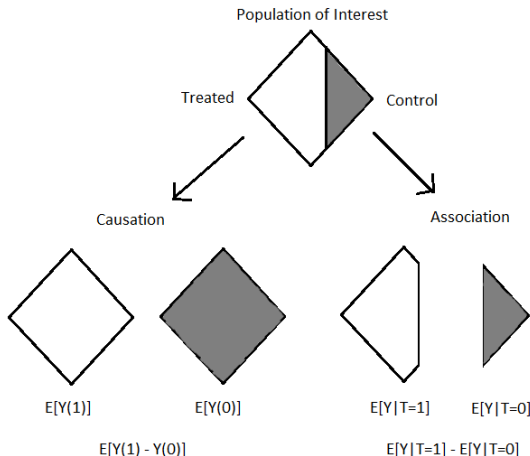 Population of Interest
Treated
Control
Causation
Association
E[Y(1)]
E[Y(0)]
E[Y|T=1]
E[Y|T=0]
E[Y(1) - Y(0)]
E[Y|T=1] - E[Y|T=0]